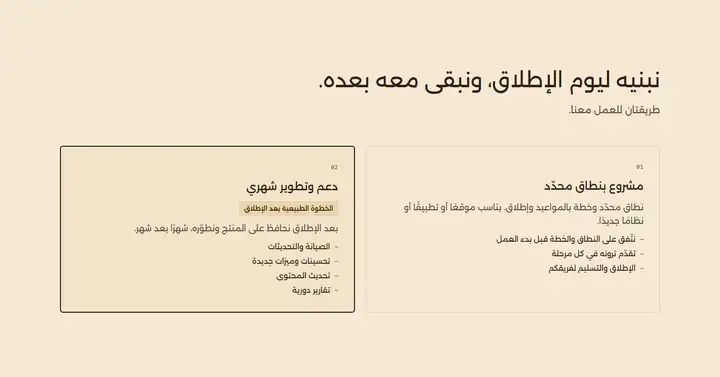 نبنيه ليوم الإطلاق، ونبقى معه بعده.
طريقتان للعمل معنا.
01
مشروع بنطاق محدّد
نطاق محدّد وخطة بالمواعيد وإطلاق. يناسب موقعًا أو تطبيقًا أو
نظامًا جديدًا.
– نتّفق على النطاق والخطة قبل بدء العمل
– تقدّم ترونه في كل مرحلة
– الإطلاق والتسليم لفريقكم
02
دعم وتطوير شهري
الخطوة الطبيعية بعد الإطلاق
بعد الإطلاق نحافظ على المنتج ونطوّره، شهرًا بعد شهر.
– الصيانة والتحديثات
– تحسينات وميزات جديدة
– تحديث المحتوى
– تقارير دورية